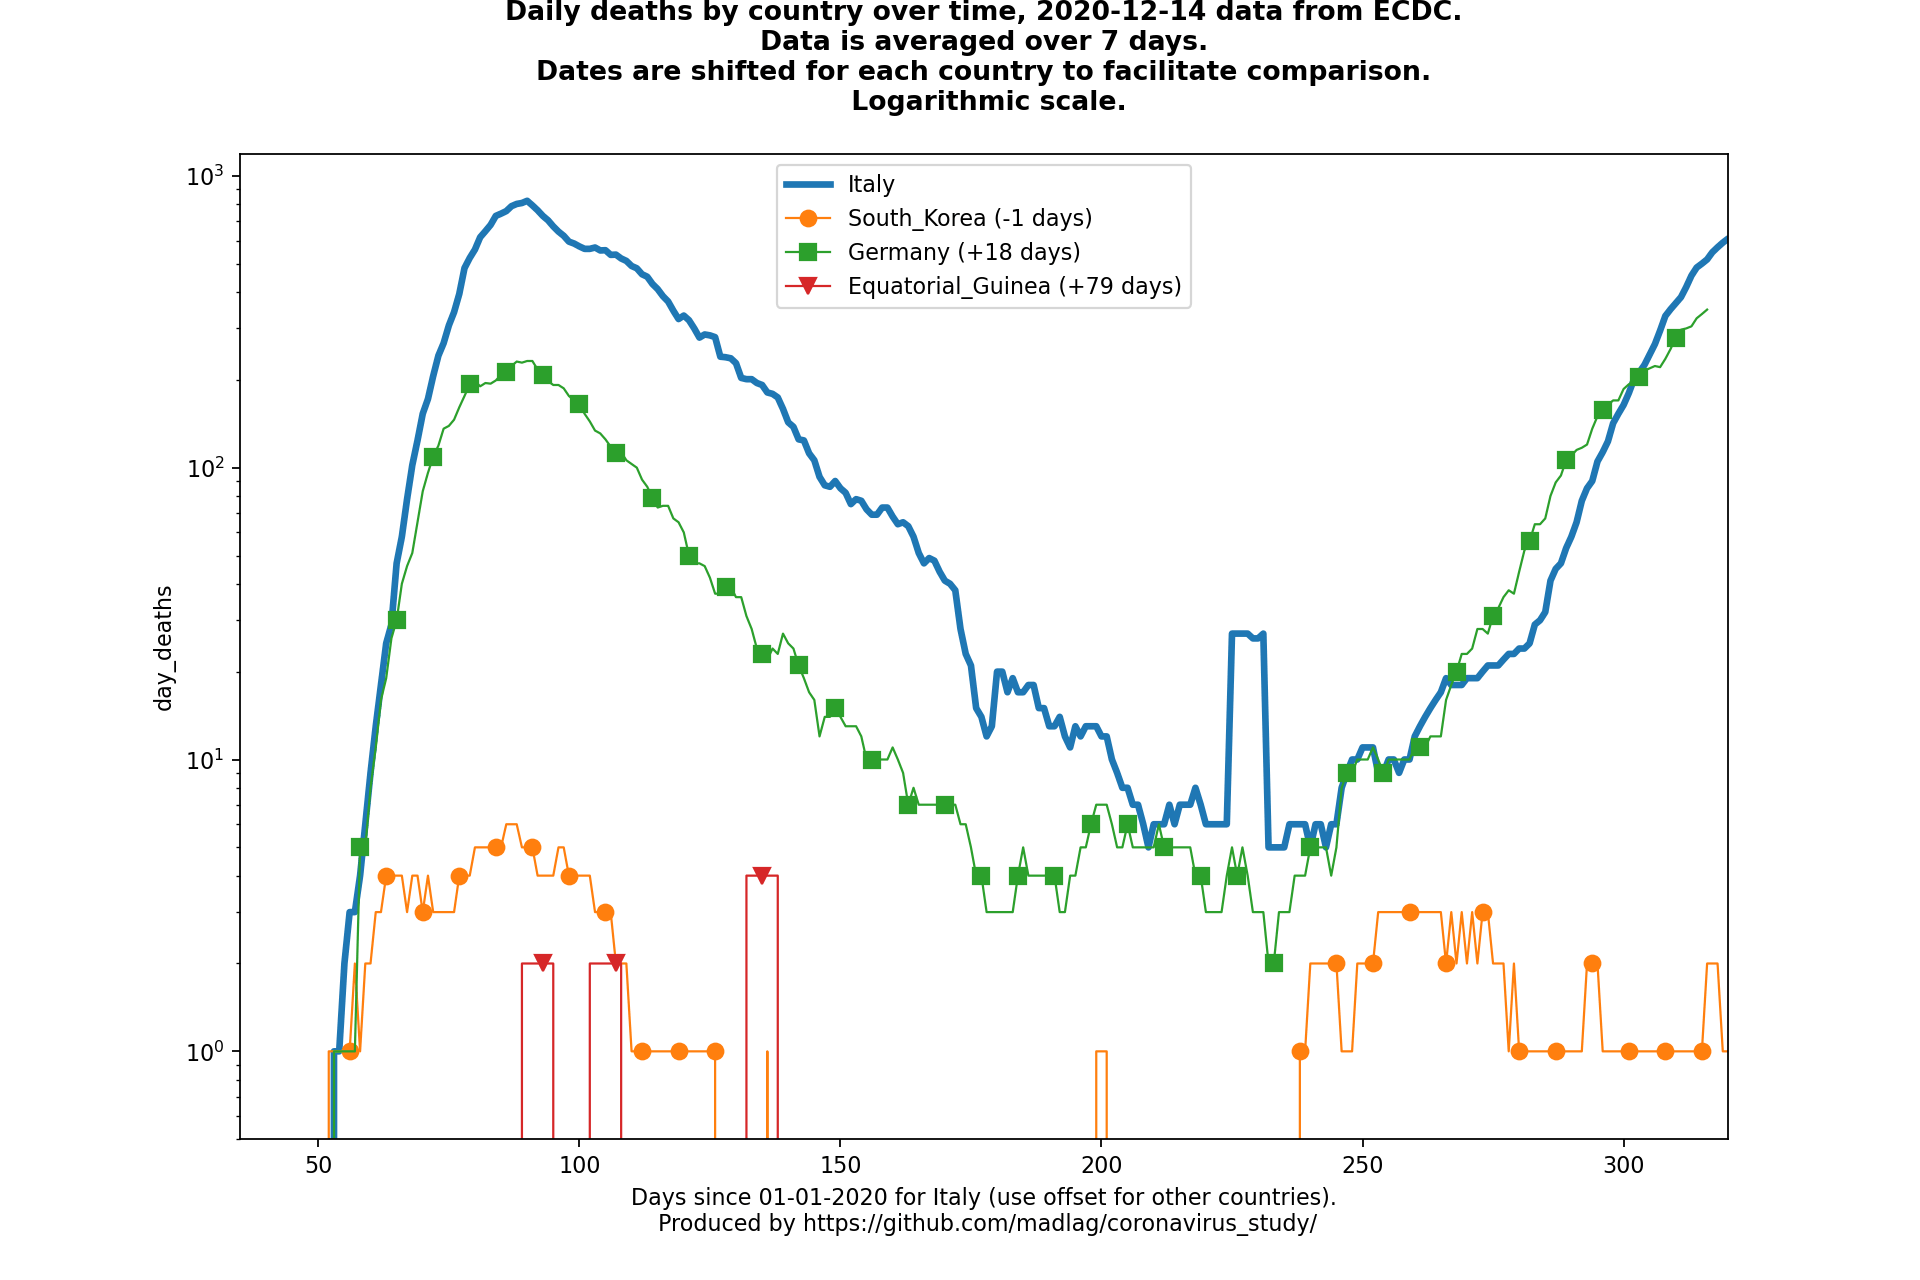 Daily deaths by country over time, 2020-12-14 data from ECDC.
Data is averaged over 7 days.
Dates are shifted for each country to facilitate comparison.
Logarithmic scale.
Italy
South_Korea (-1 days)
Germany (+18 days)
Equatorial_Guinea (+79 days)
day_deaths
10³
10²
10¹
10⁰
50 100 150 200 250 300
Days since 01-01-2020 for Italy (use offset for other countries).
Produced by https://github.com/madlag/coronavirus_study/